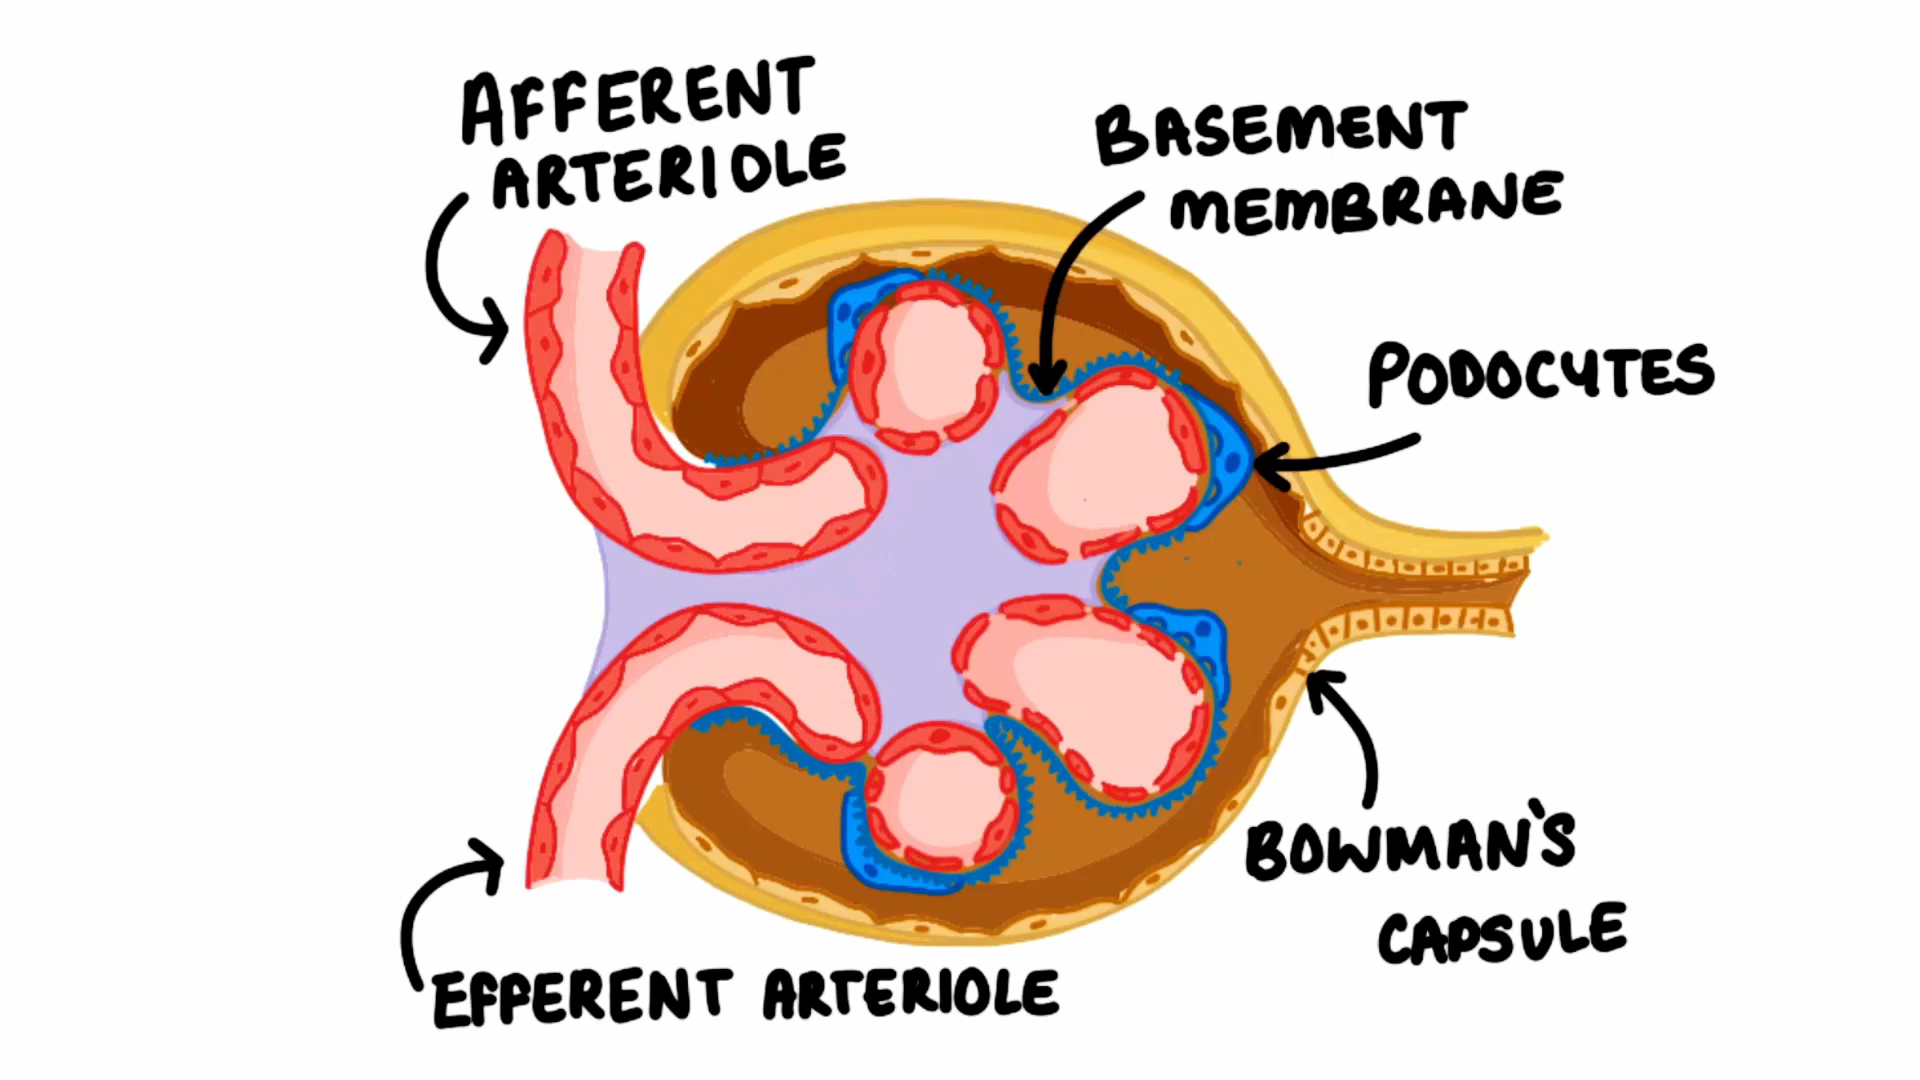 AFFERENT
ARTERIOLE
BASEMENT
MEMBRANE
PODOCYTES
BOWMAN'S
CAPSULE
EFFERENT ARTERIOLE